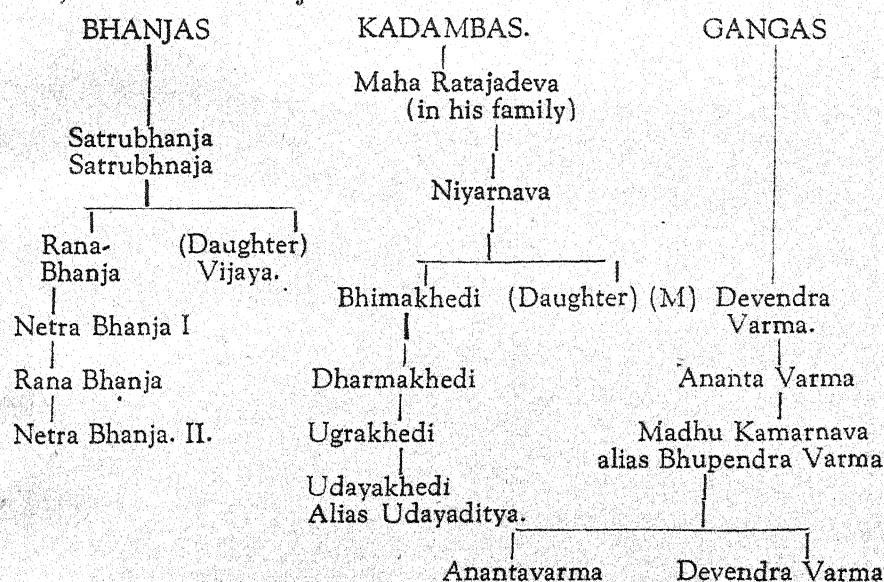 BHANJAS KADAMBAS. GANGAS
Maha Ratajadeva
(in his family)
Satrubhanja
Satrubhnaja
Niyarnava
Rana- (Daughter)
Bhanja Vijaya.
Bhimakhedi (Daughter) (M) Devendra
Varma.
Netra Bhanja I
Rana Bhanja Dharmakhedi Ananta Varma
Netra Bhanja. II. Ugrakhedi Madhu Kamarnava
alias Bhupendra Varma
Udayakhedi
Alias Udayaditya.
Anantavarma Devendra Varma